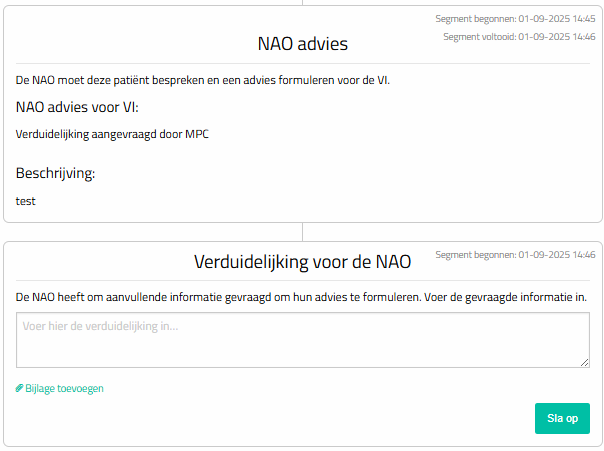 Segment begonnen: 01-09-2025 14:45
NAO advies
Segment voltooid: 01-09-2025 14:46
De NAO moet deze patiënt bespreken en een advies formuleren voor de VI.
NAO advies voor VI:
Verduidelijking aangevraagd door MPC
Beschrijving:
test
Verduidelijking voor de NAO
Segment begonnen: 01-09-2025 14:46
De NAO heeft om aanvullende informatie gevraagd om hun advies te formuleren. Voer de gevraagde informatie in.
Voer hier de verduidelijking in...
Bijlage toevoegen
Sla op